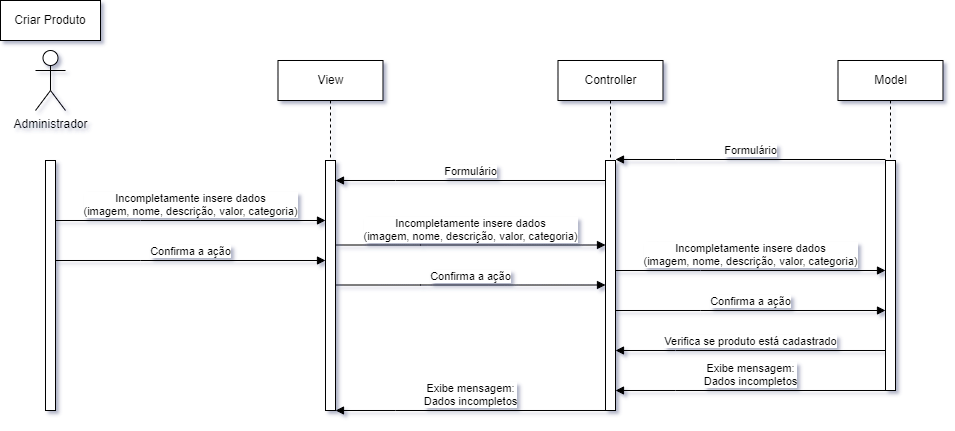 Criar Produto
Administrador
View
Controller
Model
Formulário
Formulário
Incompletamente insere dados
(imagem, nome, descrição, valor, categoria)
Incompletamente insere dados
(imagem, nome, descrição, valor, categoria)
Confirma a ação
Incompletamente insere dados
(imagem, nome, descrição, valor, categoria)
Confirma a ação
Confirma a ação
Verifica se produto está cadastrado
Exibe mensagem:
Dados incompletos
Exibe mensagem:
Dados incompletos